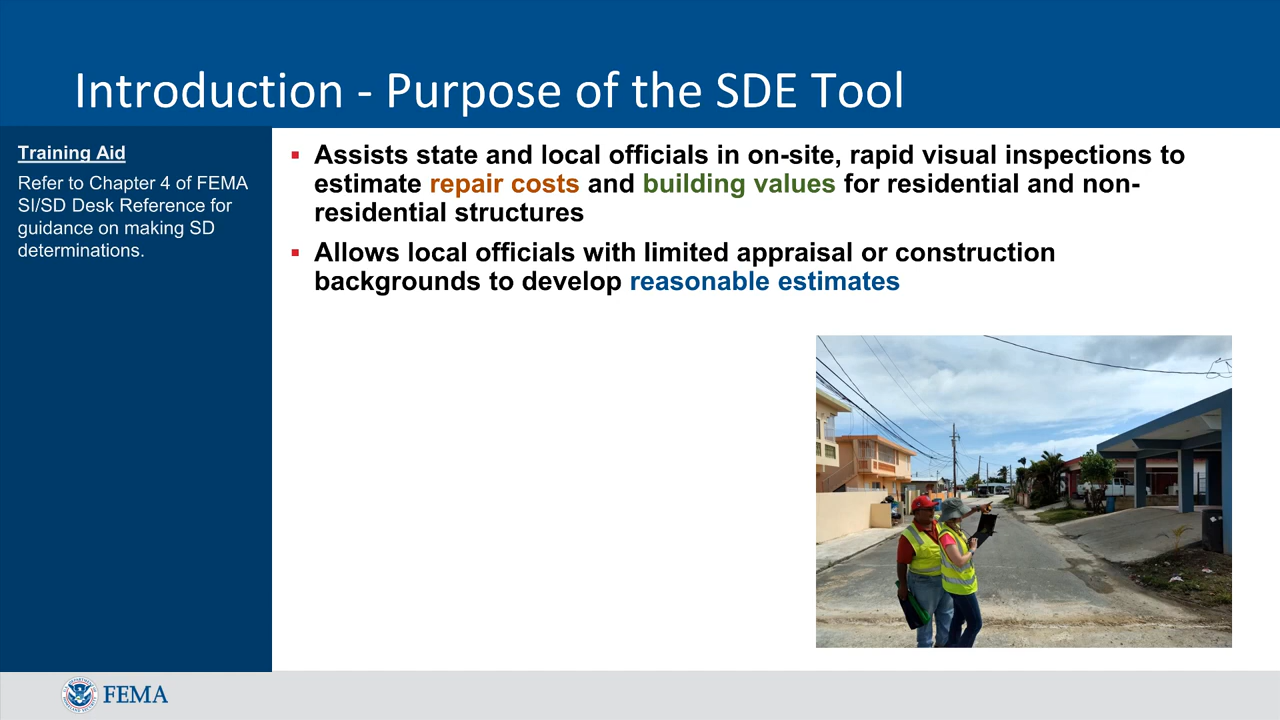 Introduction - Purpose of the SDE Tool
Training Aid
Refer to Chapter 4 of FEMA
SI/SD Desk Reference for
guidance on making SD
determinations.
▪ Assists state and local officials in on-site, rapid visual inspections to
estimate repair costs and building values for residential and non-
residential structures
▪ Allows local officials with limited appraisal or construction
backgrounds to develop reasonable estimates
FEMA